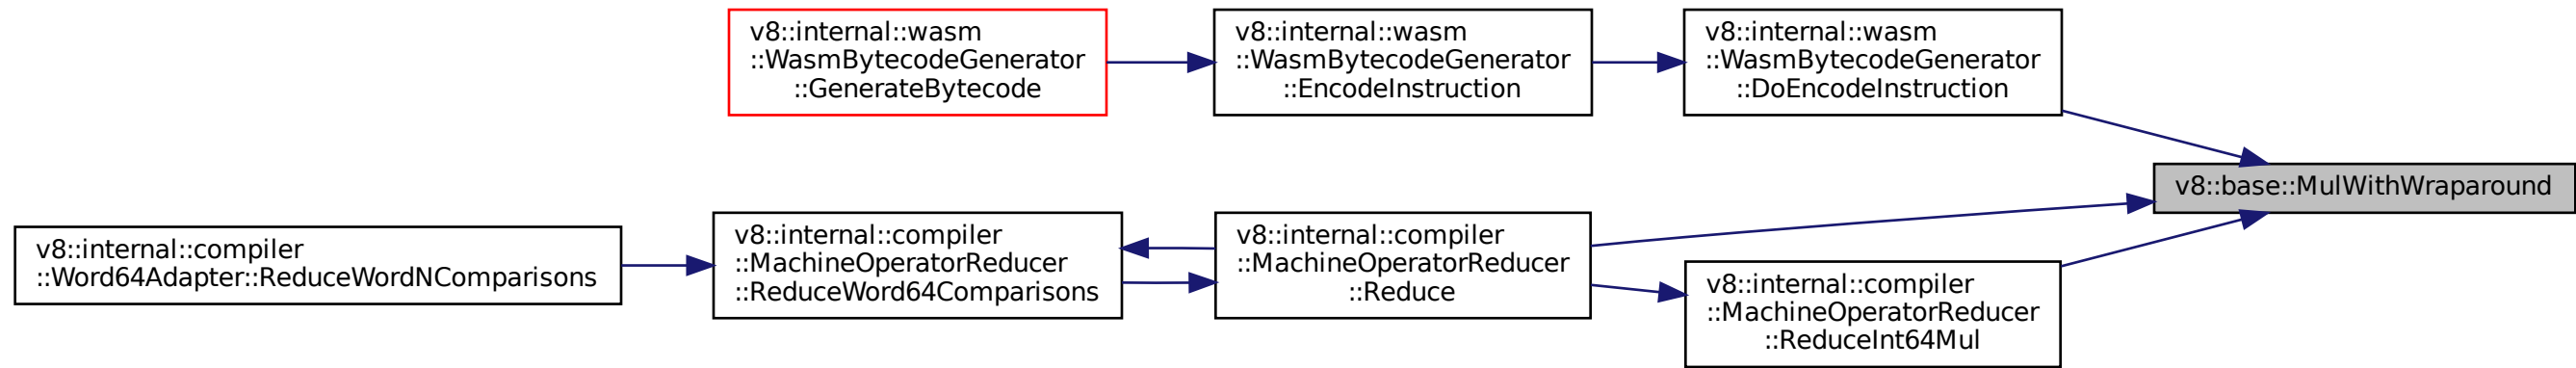 v8::internal::wasm
::WasmBytecodeGenerator
::GenerateBytecode
v8::internal::wasm
::WasmBytecodeGenerator
::EncodeInstruction
v8::internal::wasm
::WasmBytecodeGenerator
::DoEncodeInstruction
v8::base::MulWithWraparound
v8::internal::compiler
::Word64Adapter::ReduceWordNComparisons
v8::internal::compiler
::MachineOperatorReducer
::ReduceWord64Comparisons
v8::internal::compiler
::MachineOperatorReducer
::Reduce
v8::internal::compiler
::MachineOperatorReducer
::ReduceInt64Mul